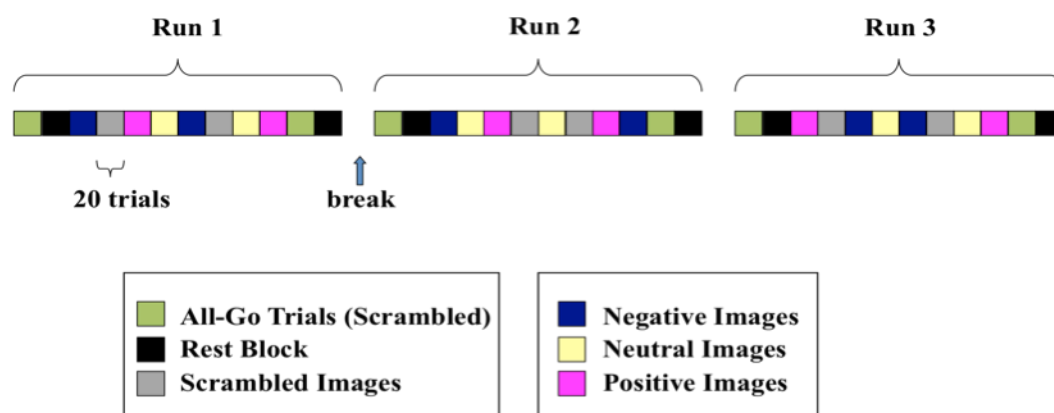 Run 1
Run 2
Run 3
20 trials
break
All-Go Trials (Scrambled)
Rest Block
Scrambled Images
Negative Images
Neutral Images
Positive Images